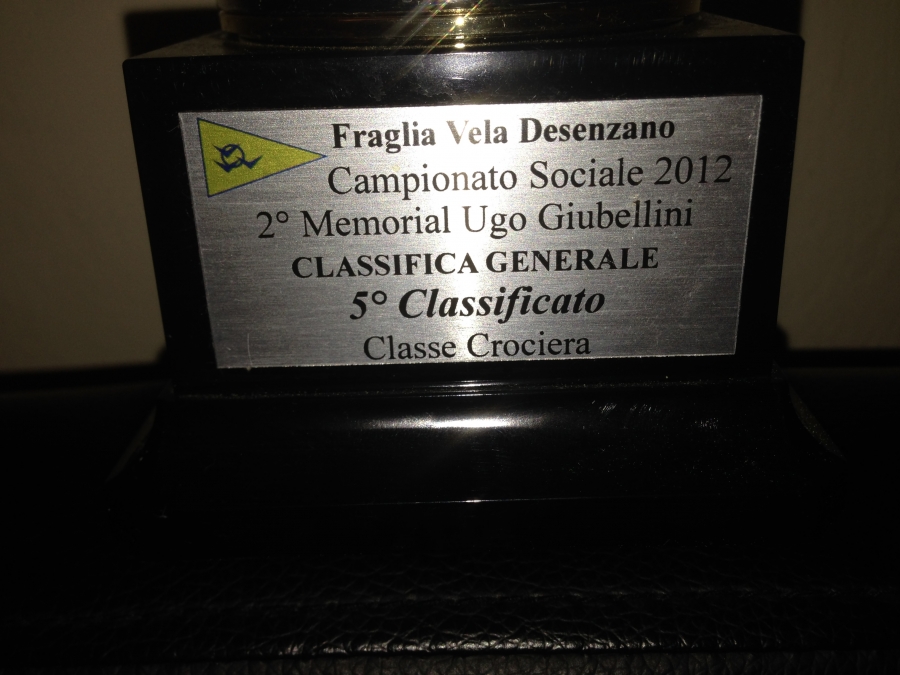 Fraglia Vela Desenzano
Campionato Sociale 2012
2° Memorial Ugo Giubellini
CLASSIFICA GENERALE
5° Classificato
Classe Crociera